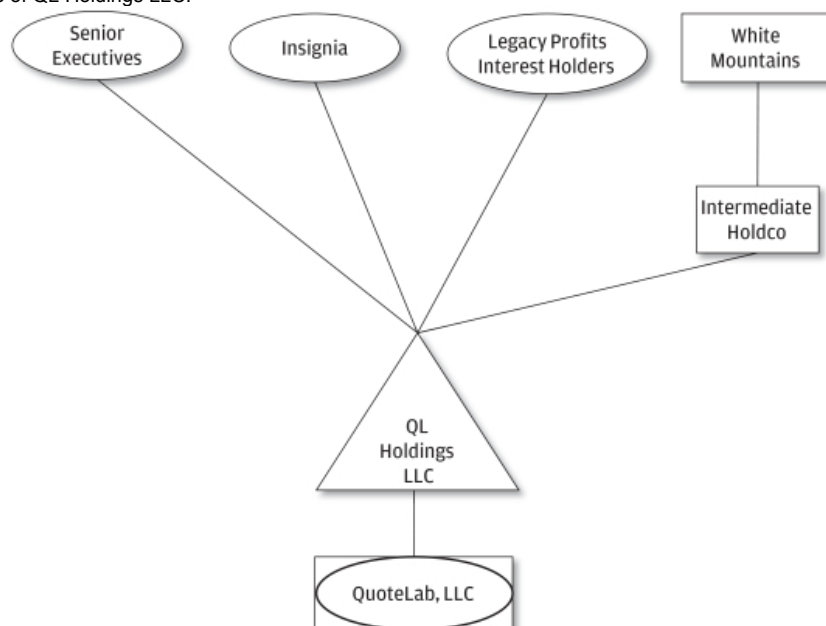 of QL Holdings LLC.
Senior
Executives
Insignia
Legacy Profits
Interest Holders
White
Mountains
Intermediate
Holdco
QL
Holdings
LLC
QuoteLab, LLC